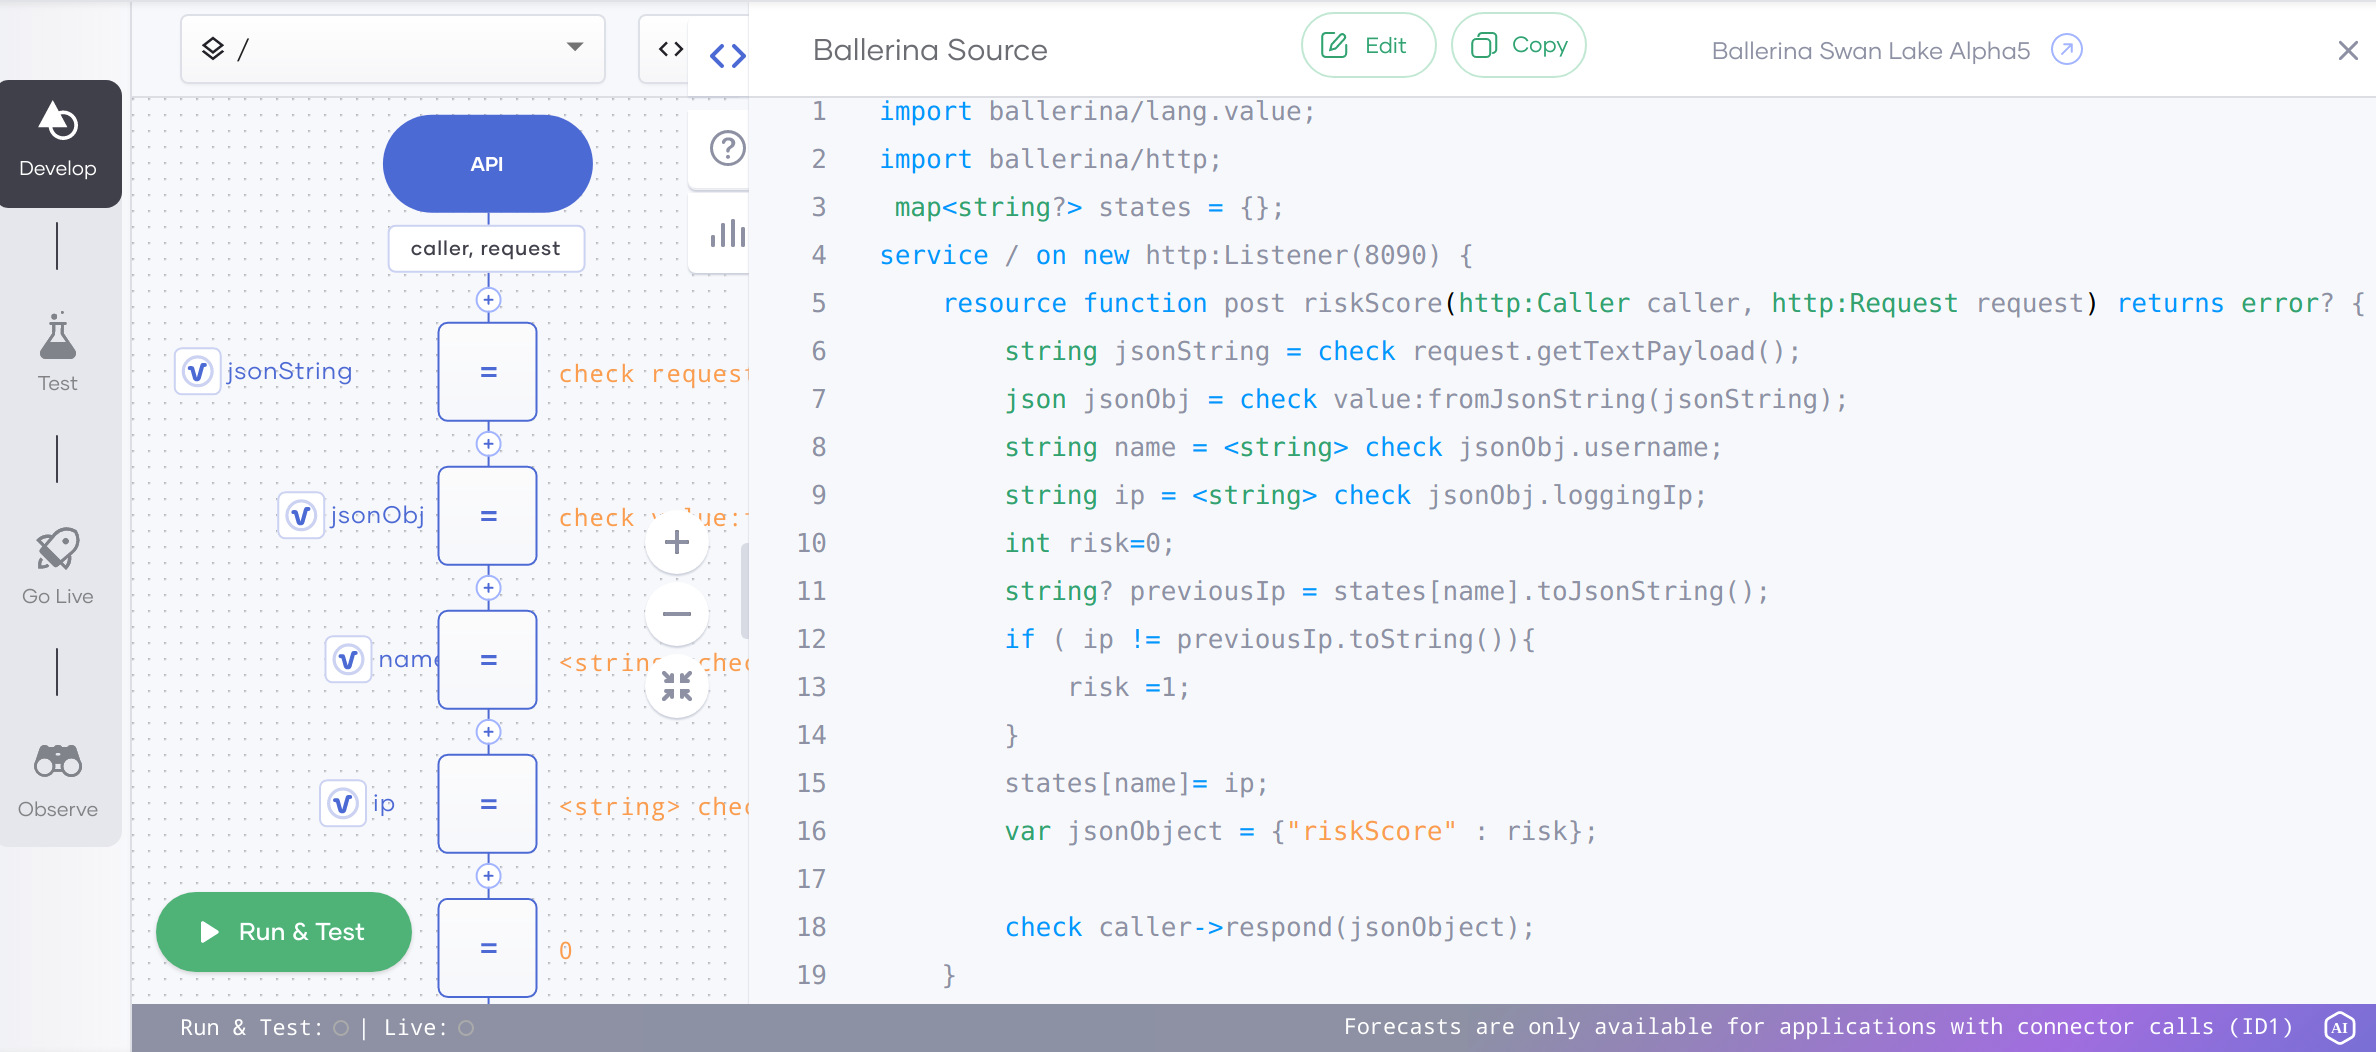 /
Ballerina Source
Edit
Copy
Ballerina Swan Lake Alpha5
Develop
Test
Go Live
Observe
API
caller, request
jsonString
=
check request
jsonObj
=
check value:
name
=
<string> chec
ip
=
<string> chec
=
0
Run & Test
1 import ballerina/lang.value;
2 import ballerina/http;
3 map<string?> states = {};
4 service / on new http:Listener(8090) {
5 resource function post riskScore(http:Caller caller, http:Request request) returns error? {
6 string jsonString = check request.getTextPayload();
7 json jsonObj = check value:fromJsonString(jsonString);
8 string name = <string> check jsonObj.username;
9 string ip = <string> check jsonObj.loggingIp;
10 int risk=0;
11 string? previousIp = states[name].toJsonString();
12 if ( ip != previousIp.toString()){
13 risk =1;
14 }
15 states[name]= ip;
16 var jsonObject = {"riskScore" : risk};
17
18 check caller->respond(jsonObject);
19 }
Run & Test: | Live:
Forecasts are only available for applications with connector calls (ID1)
AI